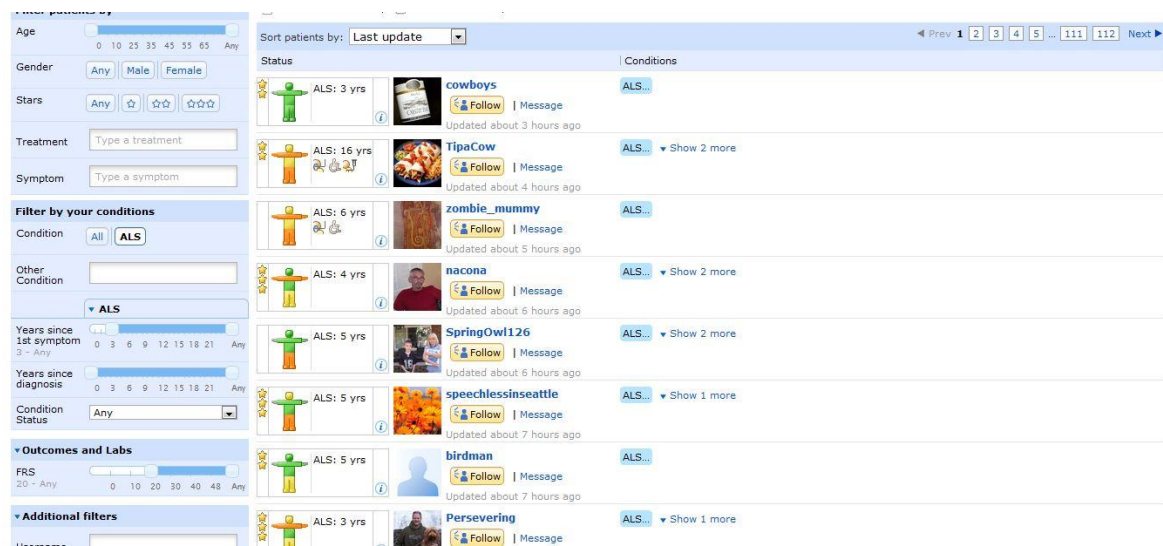 Filter patients by
Age
0 10 25 35 45 55 65 Any
Gender
Any Male Female
Stars
Any
Treatment
Type a treatment
Symptom
Type a symptom
Filter by your conditions
Condition
All ALS
Other
Condition
ALS
Years since
1st symptom
3 - Any
0 3 6 9 12 15 18 21 Any
Years since
diagnosis
0 3 6 9 12 15 18 21 Any
Condition
Status
Any
Outcomes and Labs
FRS
20 - Any
0 10 20 30 40 48 Any
Additional filters
Username
Sort patients by: Last update
Prev 1 2 3 4 5 ... 111 112 Next
Status Conditions
ALS: 3 yrs
cowboys
Follow | Message
Updated about 3 hours ago
ALS...
ALS: 16 yrs
TipaCow
Follow | Message
Updated about 4 hours ago
ALS... Show 2 more
ALS: 6 yrs
zombie_mummy
Follow | Message
Updated about 5 hours ago
ALS...
ALS: 4 yrs
nacona
Follow | Message
Updated about 6 hours ago
ALS... Show 2 more
ALS: 5 yrs
SpringOwl126
Follow | Message
Updated about 6 hours ago
ALS... Show 2 more
ALS: 5 yrs
speechlessinseattle
Follow | Message
Updated about 7 hours ago
ALS... Show 1 more
ALS: 5 yrs
birdman
Follow | Message
Updated about 7 hours ago
ALS...
ALS: 3 yrs
Persevering
Follow | Message
ALS... Show 1 more